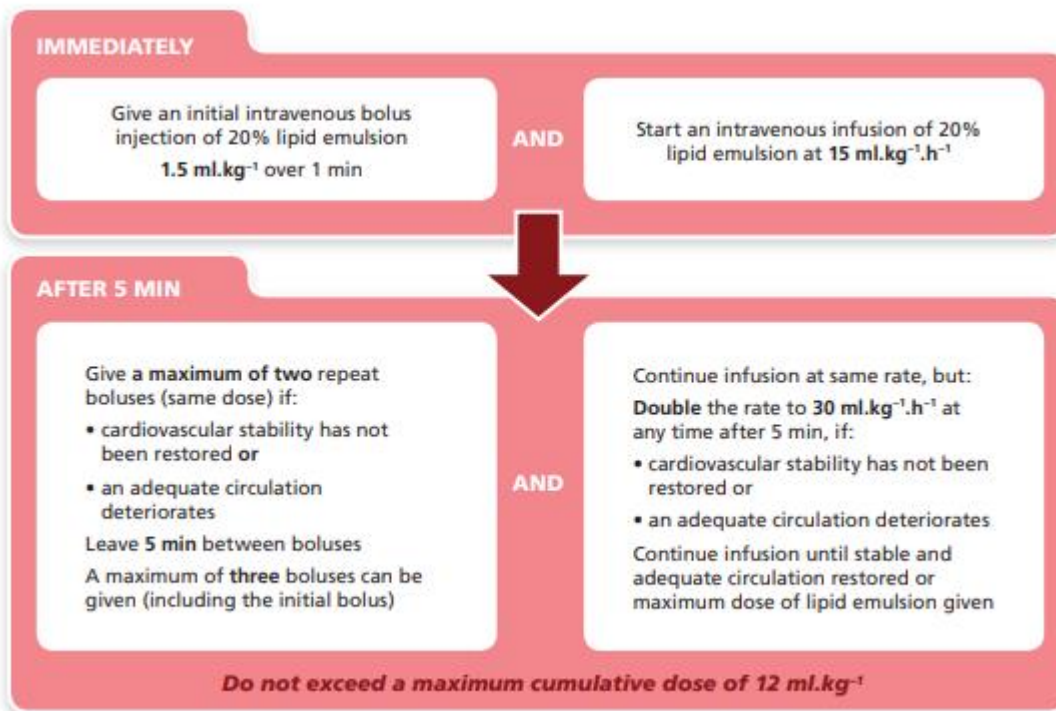 IMMEDIATELY
Give an initial intravenous bolus
injection of 20% lipid emulsion
1.5 ml.kg⁻¹ over 1 min
AND
Start an intravenous infusion of 20%
lipid emulsion at 15 ml.kg⁻¹.h⁻¹
AFTER 5 MIN
Give a maximum of two repeat
boluses (same dose) if:
• cardiovascular stability has not
been restored or
• an adequate circulation
deteriorates
Leave 5 min between boluses
A maximum of three boluses can be
given (including the initial bolus)
AND
Continue infusion at same rate, but:
Double the rate to 30 ml.kg⁻¹.h⁻¹ at
any time after 5 min, if:
• cardiovascular stability has not been
restored or
• an adequate circulation deteriorates
Continue infusion until stable and
adequate circulation restored or
maximum dose of lipid emulsion given
Do not exceed a maximum cumulative dose of 12 ml.kg⁻¹